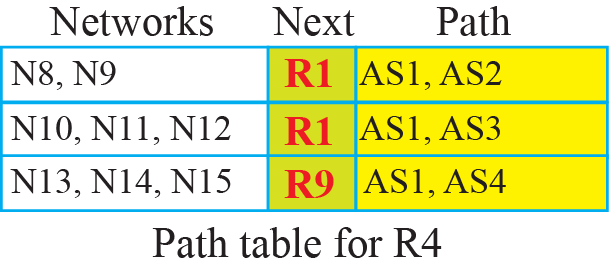 Networks Next Path
N8, N9 R1 AS1, AS2
N10, N11, N12 R1 AS1, AS3
N13, N14, N15 R9 AS1, AS4
Path table for R4